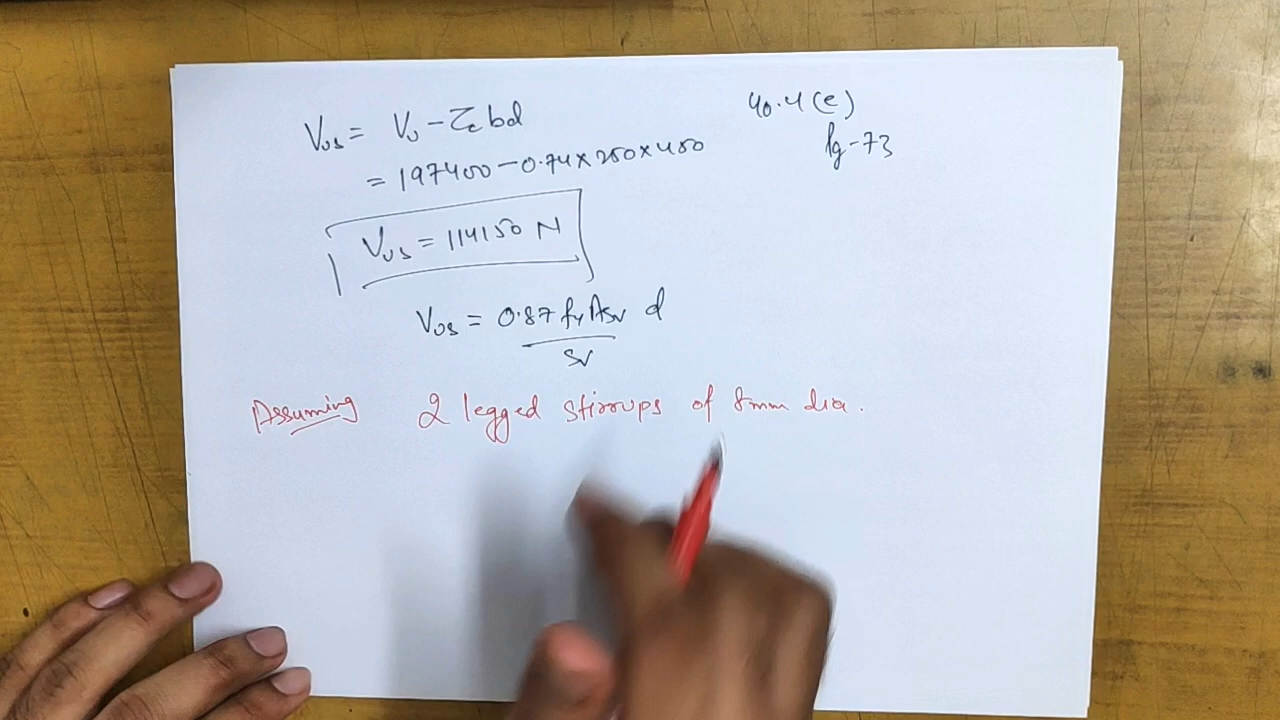 Vus = Vu - τc bd
= 197400 - 0.74 × 250 × 450
Vus = 114150 N
Vus = 0.87 fy Asv d
sv
40.4 (e)
pg - 73
Assuming 2 legged stirrups of 8mm dia.